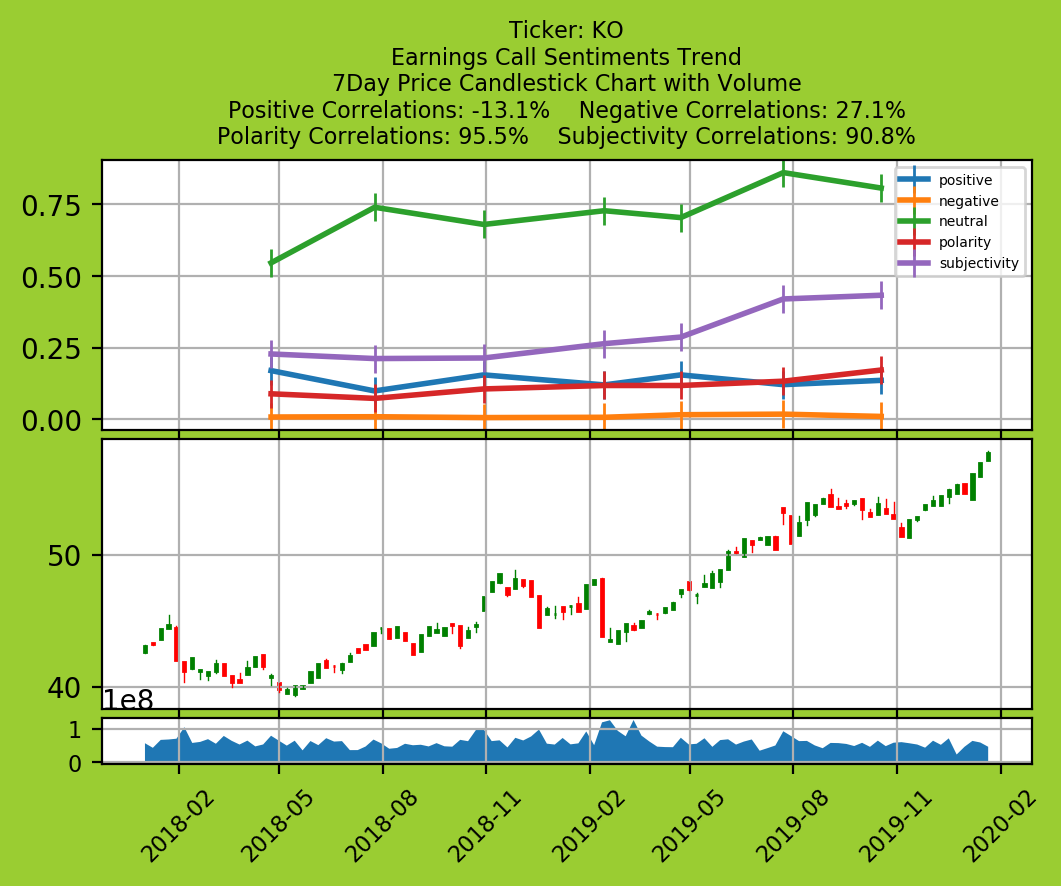 Ticker: KO
Earnings Call Sentiments Trend
7Day Price Candlestick Chart with Volume
Positive Correlations: -13.1%    Negative Correlations: 27.1%
Polarity Correlations: 95.5%    Subjectivity Correlations: 90.8%
0.75
0.50
0.25
0.00
positive
negative
neutral
polarity
subjectivity
50
40
1e8
1
0
2018-02
2018-05
2018-08
2018-11
2019-02
2019-05
2019-08
2019-11
2020-02